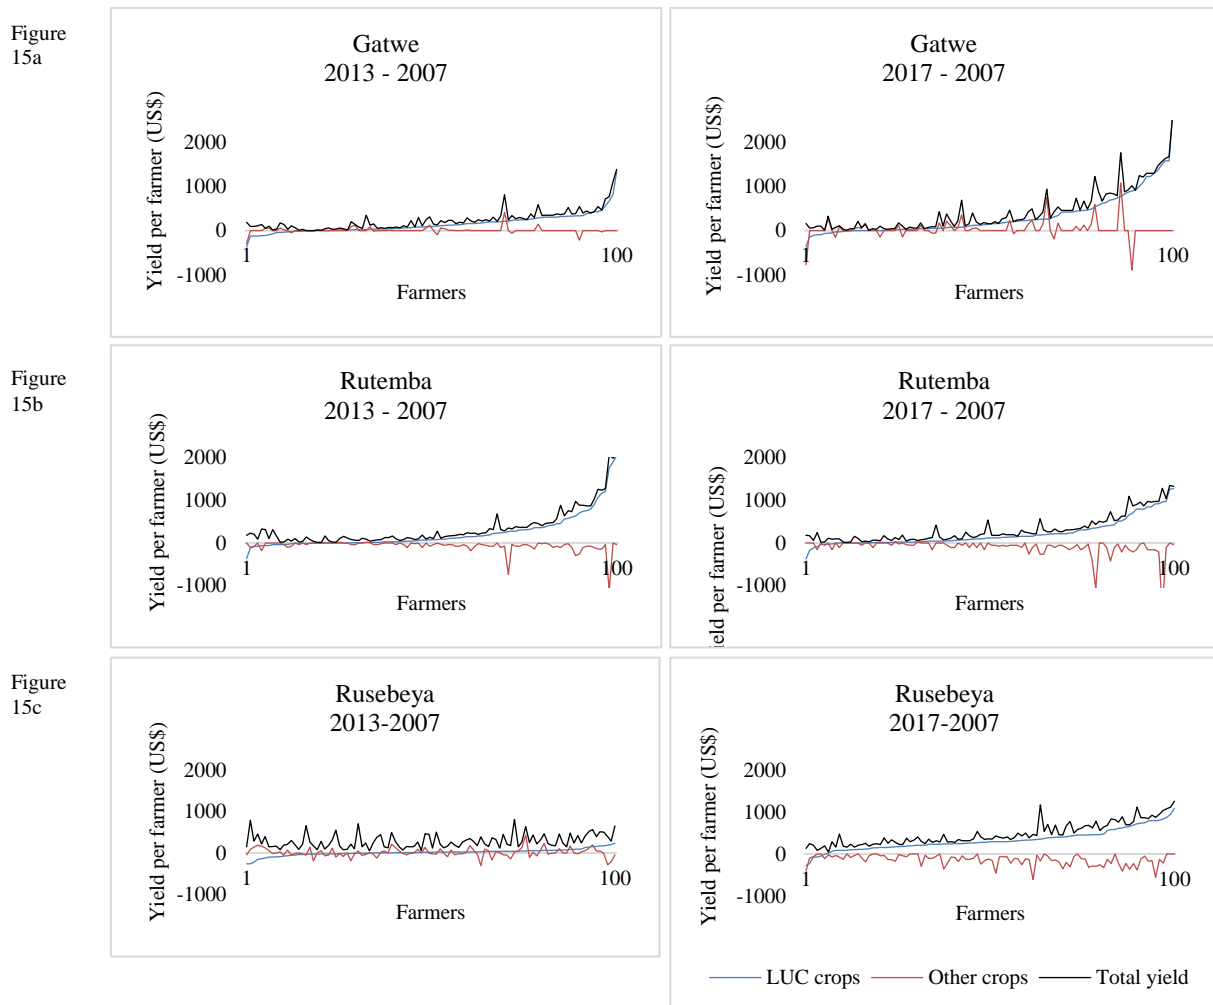 Figure
15a
Gatwe
2013 - 2007
Yield per farmer (US$)
2000
1000
0
-1000
1
100
Farmers
Gatwe
2017 - 2007
Yield per farmer (US$)
2000
1000
0
-1000
1
100
Farmers
Figure
15b
Rutemba
2013 - 2007
Yield per farmer (US$)
2000
1000
0
-1000
1
100
Farmers
Rutemba
2017 - 2007
ield per farmer (US$)
2000
1000
0
-1000
1
100
Farmers
Figure
15c
Rusebeya
2013-2007
Yield per farmer (US$)
2000
1000
0
-1000
1
100
Farmers
Rusebeya
2017-2007
Yield per farmer (US$)
2000
1000
0
-1000
1
100
Farmers
LUC crops
Other crops
Total yield